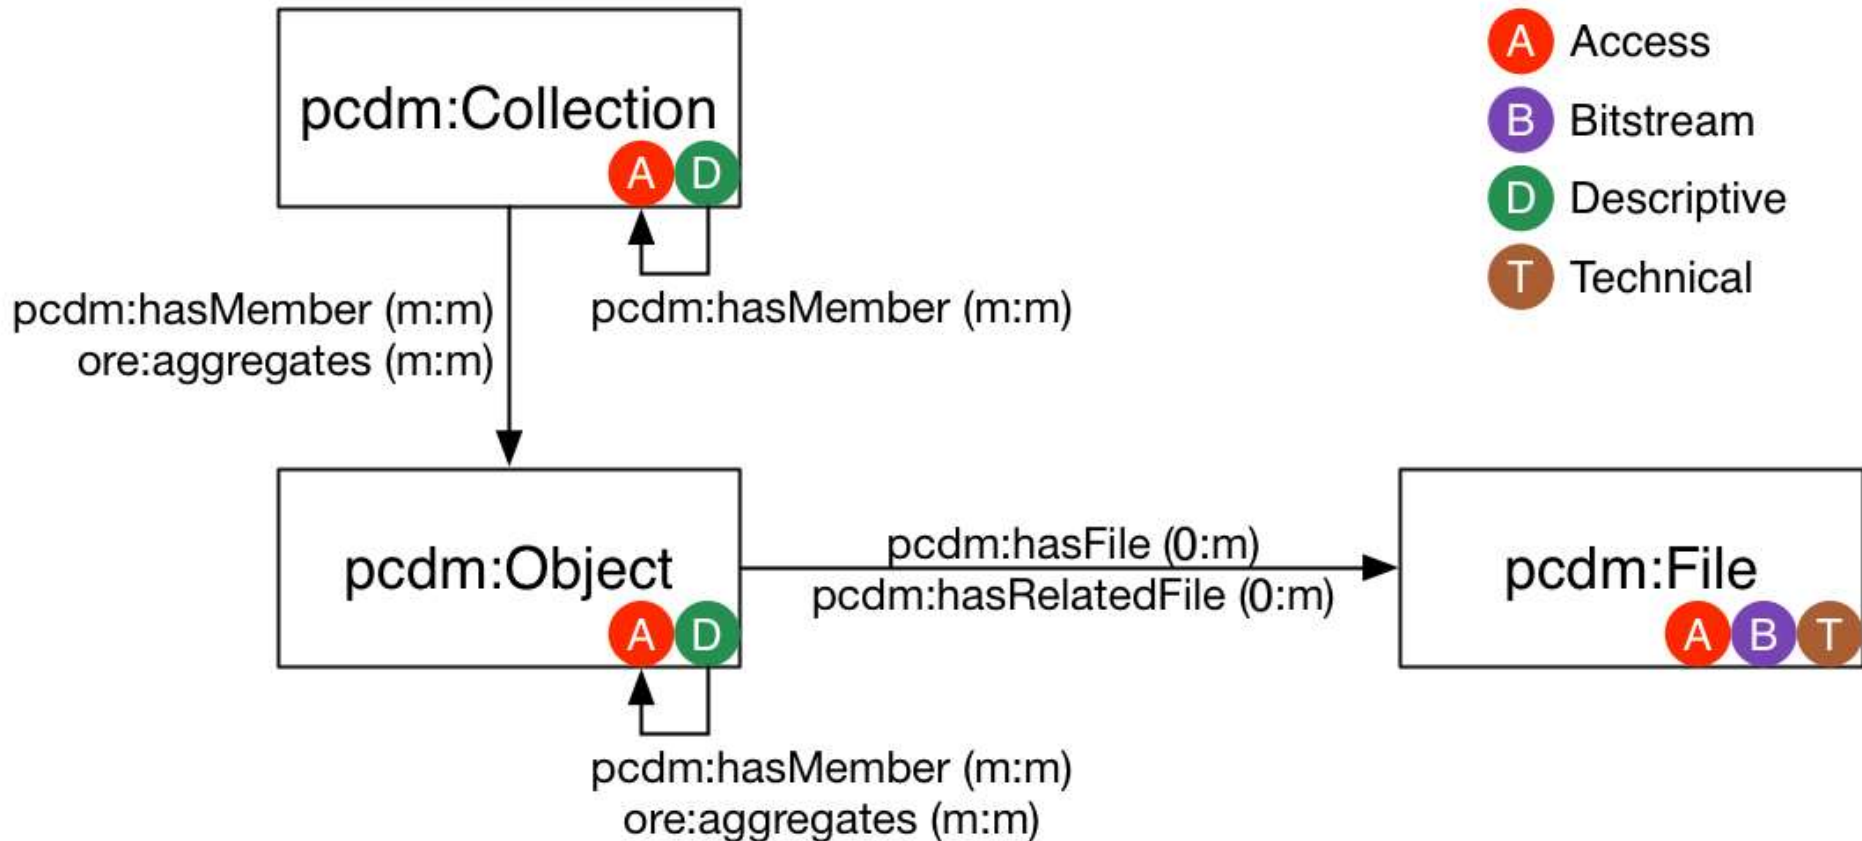 pcdm:Collection
A D
pcdm:hasMember (m:m)
pcdm:hasMember (m:m)
ore:aggregates (m:m)
pcdm:Object
A D
pcdm:hasMember (m:m)
ore:aggregates (m:m)
pcdm:hasFile (0:m)
pcdm:hasRelatedFile (0:m)
pcdm:File
A B T
A Access
B Bitstream
D Descriptive
T Technical